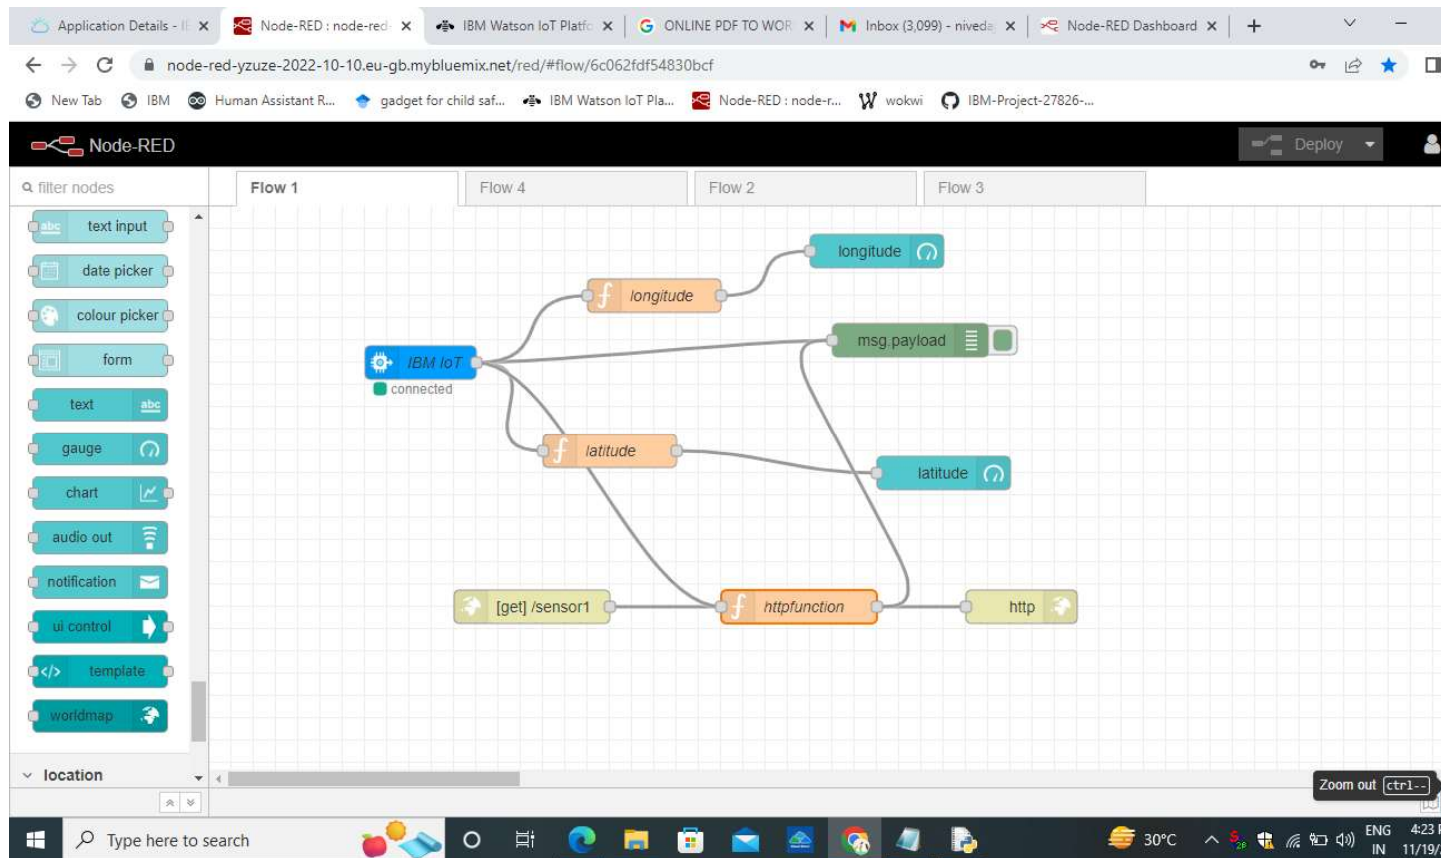 Application Details - I
Node-RED : node-red-
IBM Watson IoT Platfo
ONLINE PDF TO WOR
Inbox (3,099) - niveda
Node-RED Dashboard
node-red-yzuze-2022-10-10.eu-gb.mybluemix.net/red/#flow/6c062fdf54830bcf
New Tab
IBM
Human Assistant R...
gadget for child saf...
IBM Watson IoT Pla...
Node-RED : node-r...
wokwi
IBM-Project-27826-...
Node-RED
Deploy
filter nodes
Flow 1
Flow 4
Flow 2
Flow 3
abc text input
date picker
colour picker
form
text abc
gauge
chart
audio out
notification
ui control
</> template
worldmap
location
longitude
longitude
msg.payload
IBM IoT
connected
latitude
latitude
[get] /sensor1
httpfunction
http
Zoom out ctrl--
Type here to search
30°C
ENG
IN
4:23 P
11/19/